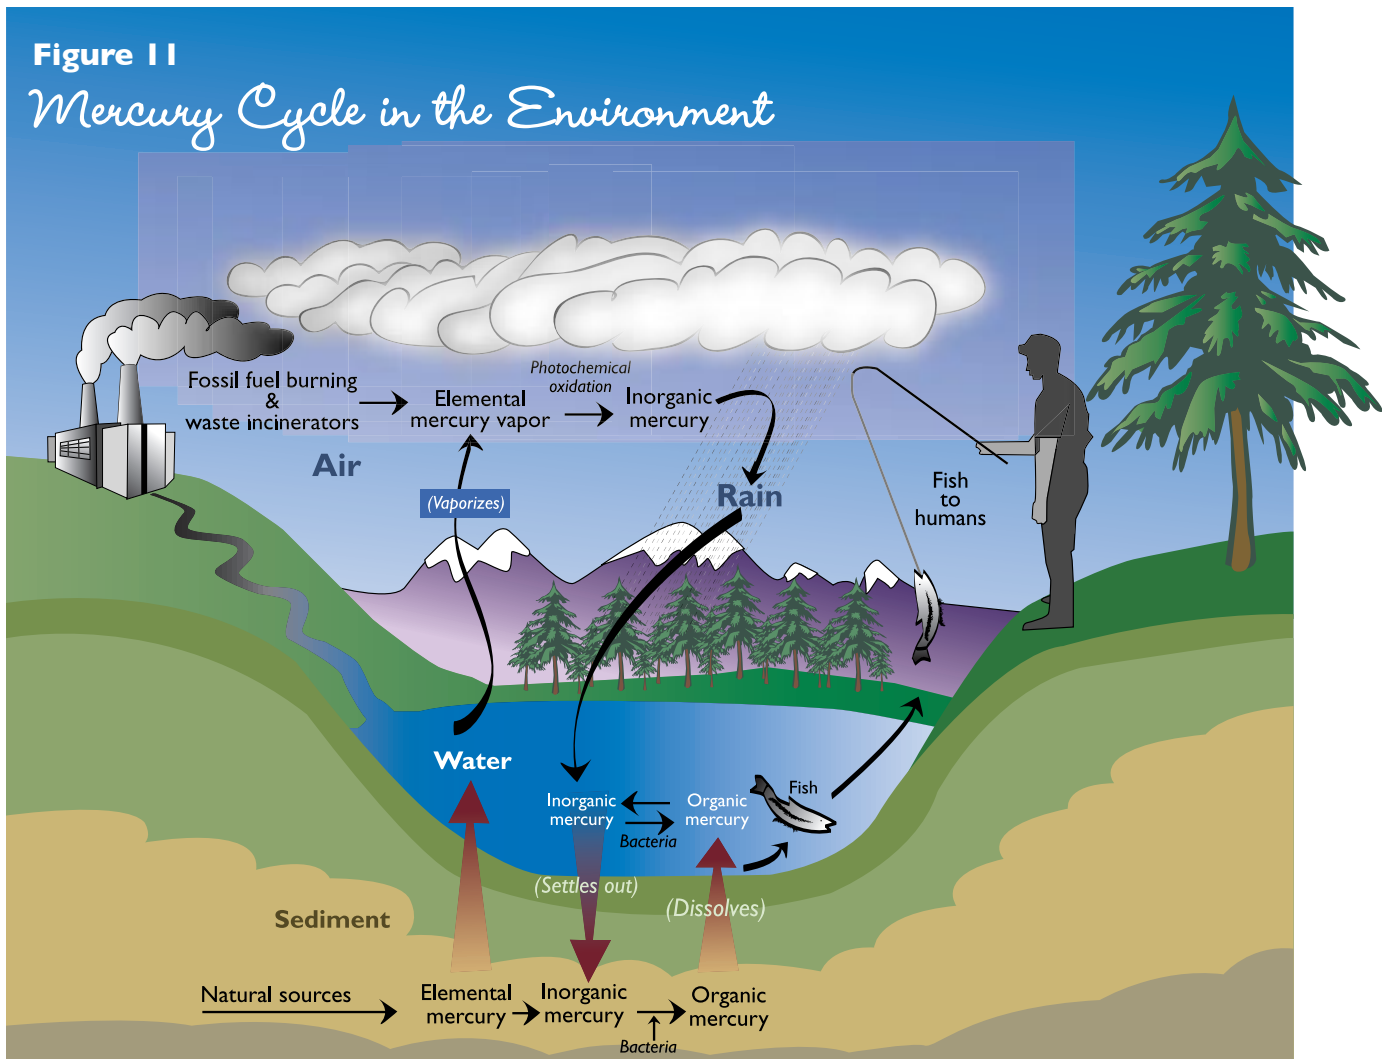 Figure 11
Mercury Cycle in the Environment
Fossil fuel burning
&
waste incinerators
Elemental
mercury vapor
Photochemical
oxidation
Inorganic
mercury
Air
(Vaporizes)
Rain
Fish
to
humans
Water
Inorganic
mercury
Bacteria
Organic
mercury
Fish
(Settles out)
(Dissolves)
Sediment
Natural sources
Elemental
mercury
Inorganic
mercury
Bacteria
Organic
mercury